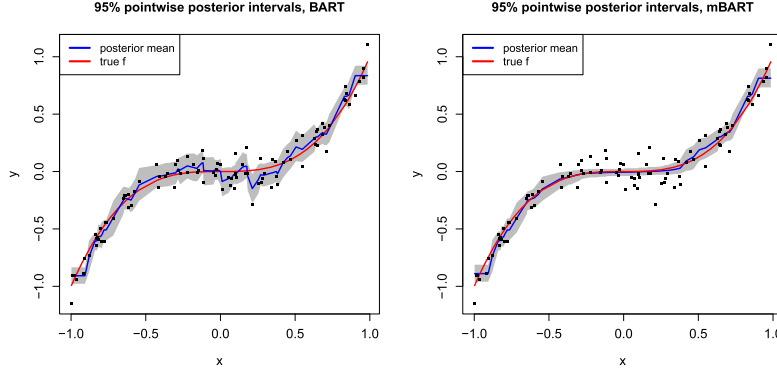 95% pointwise posterior intervals, BART
posterior mean
true f
y
1.0
0.5
0.0
−0.5
−1.0
−1.0
−0.5
0.0
0.5
1.0
x
95% pointwise posterior intervals, mBART
posterior mean
true f
y
1.0
0.5
0.0
−0.5
−1.0
−1.0
−0.5
0.0
0.5
1.0
x